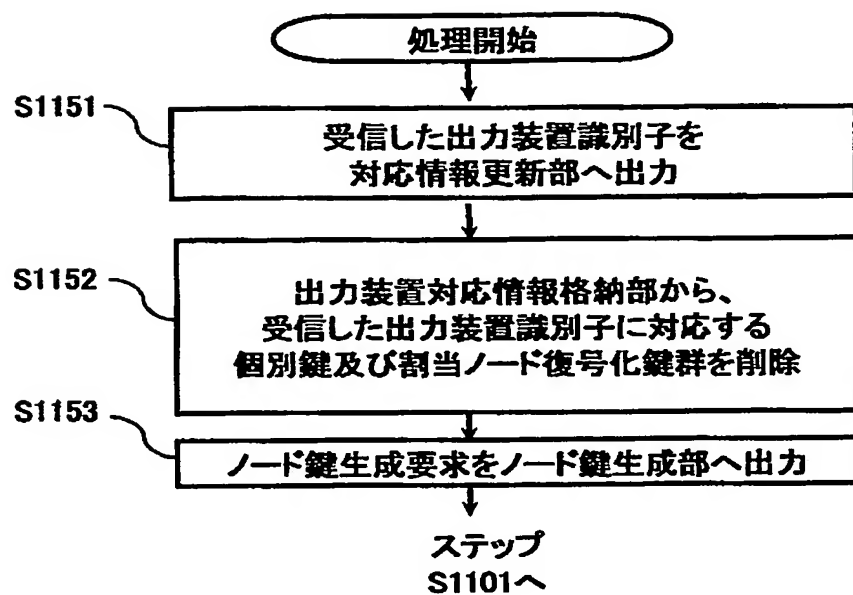 処理開始
S1151
受信した出力装置識別子を
対応情報更新部へ出力
S1152
出力装置対応情報格納部から、
受信した出力装置識別子に対応する
個別鍵及び割当ノード復号化鍵群を削除
S1153
ノード鍵生成要求をノード鍵生成部へ出力
ステップ
S1101へ